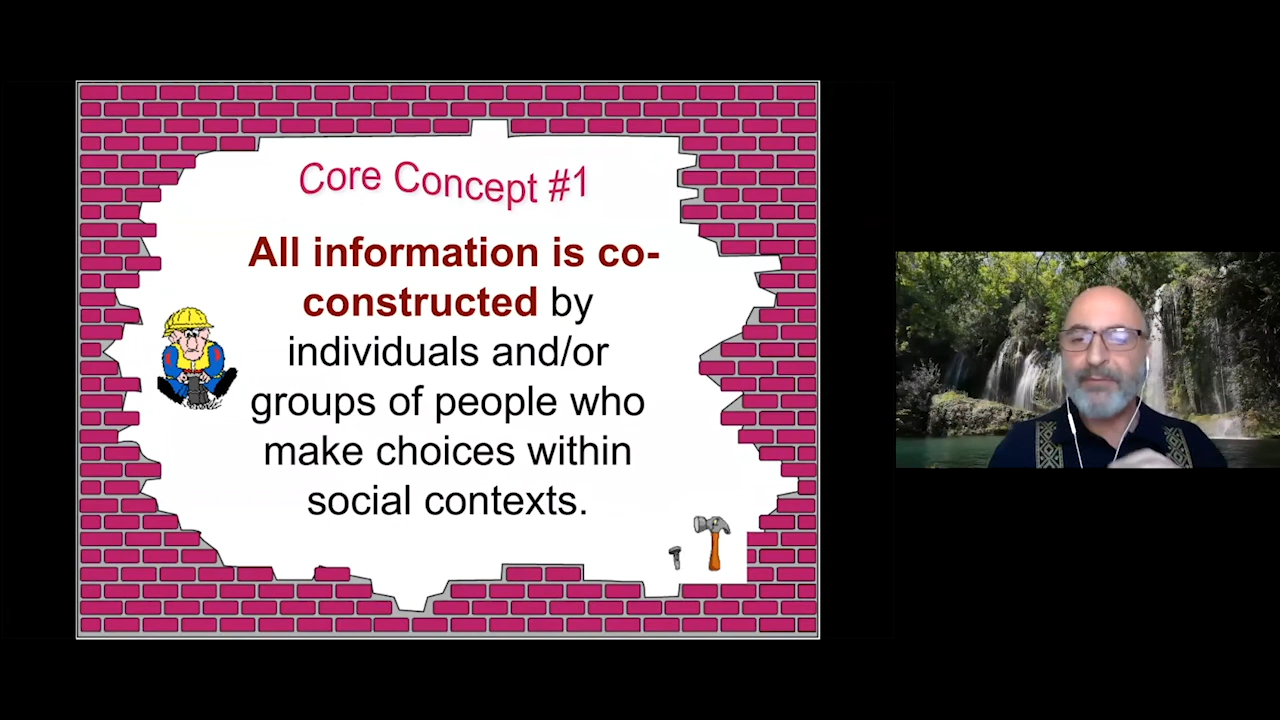 Core Concept #1
All information is co-
constructed by
individuals and/or
groups of people who
make choices within
social contexts.